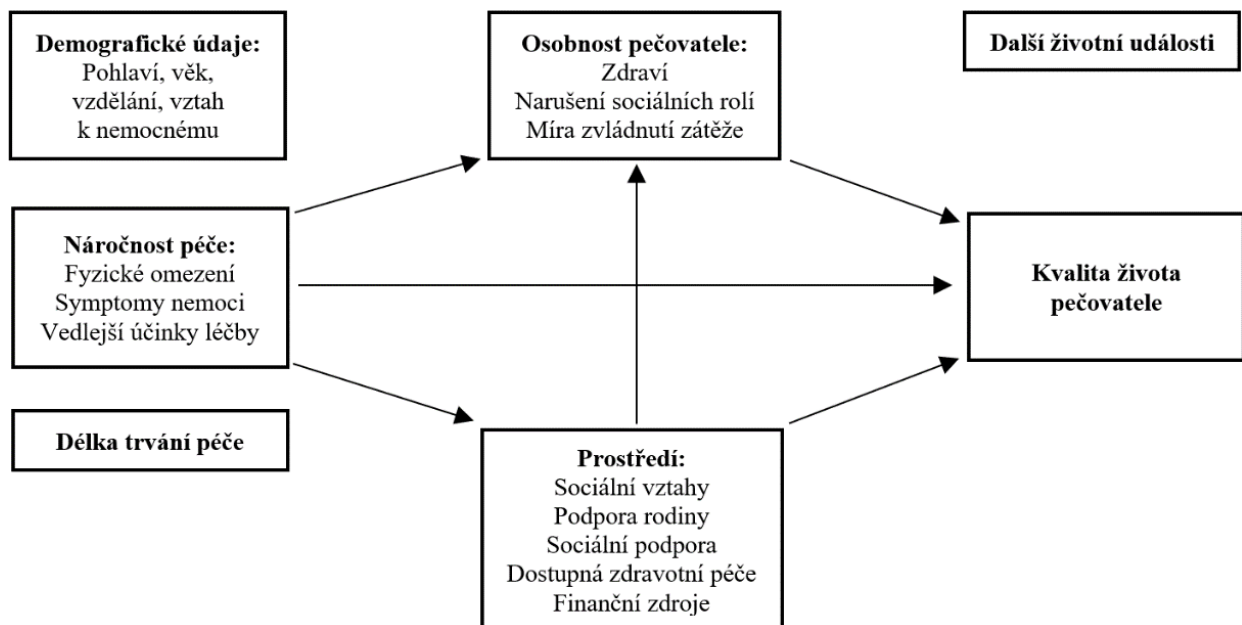 Demografické údaje:
Pohlaví, věk,
vzdělání, vztah
k nemocnému
Osobnost pečovatele:
Zdraví
Narušení sociálních rolí
Míra zvládnutí zátěže
Další životní události
Náročnost péče:
Fyzické omezení
Symptomy nemoci
Vedlejší účinky léčby
Kvalita života
pečovatele
Délka trvání péče
Prostředí:
Sociální vztahy
Podpora rodiny
Sociální podpora
Dostupná zdravotní péče
Finanční zdroje